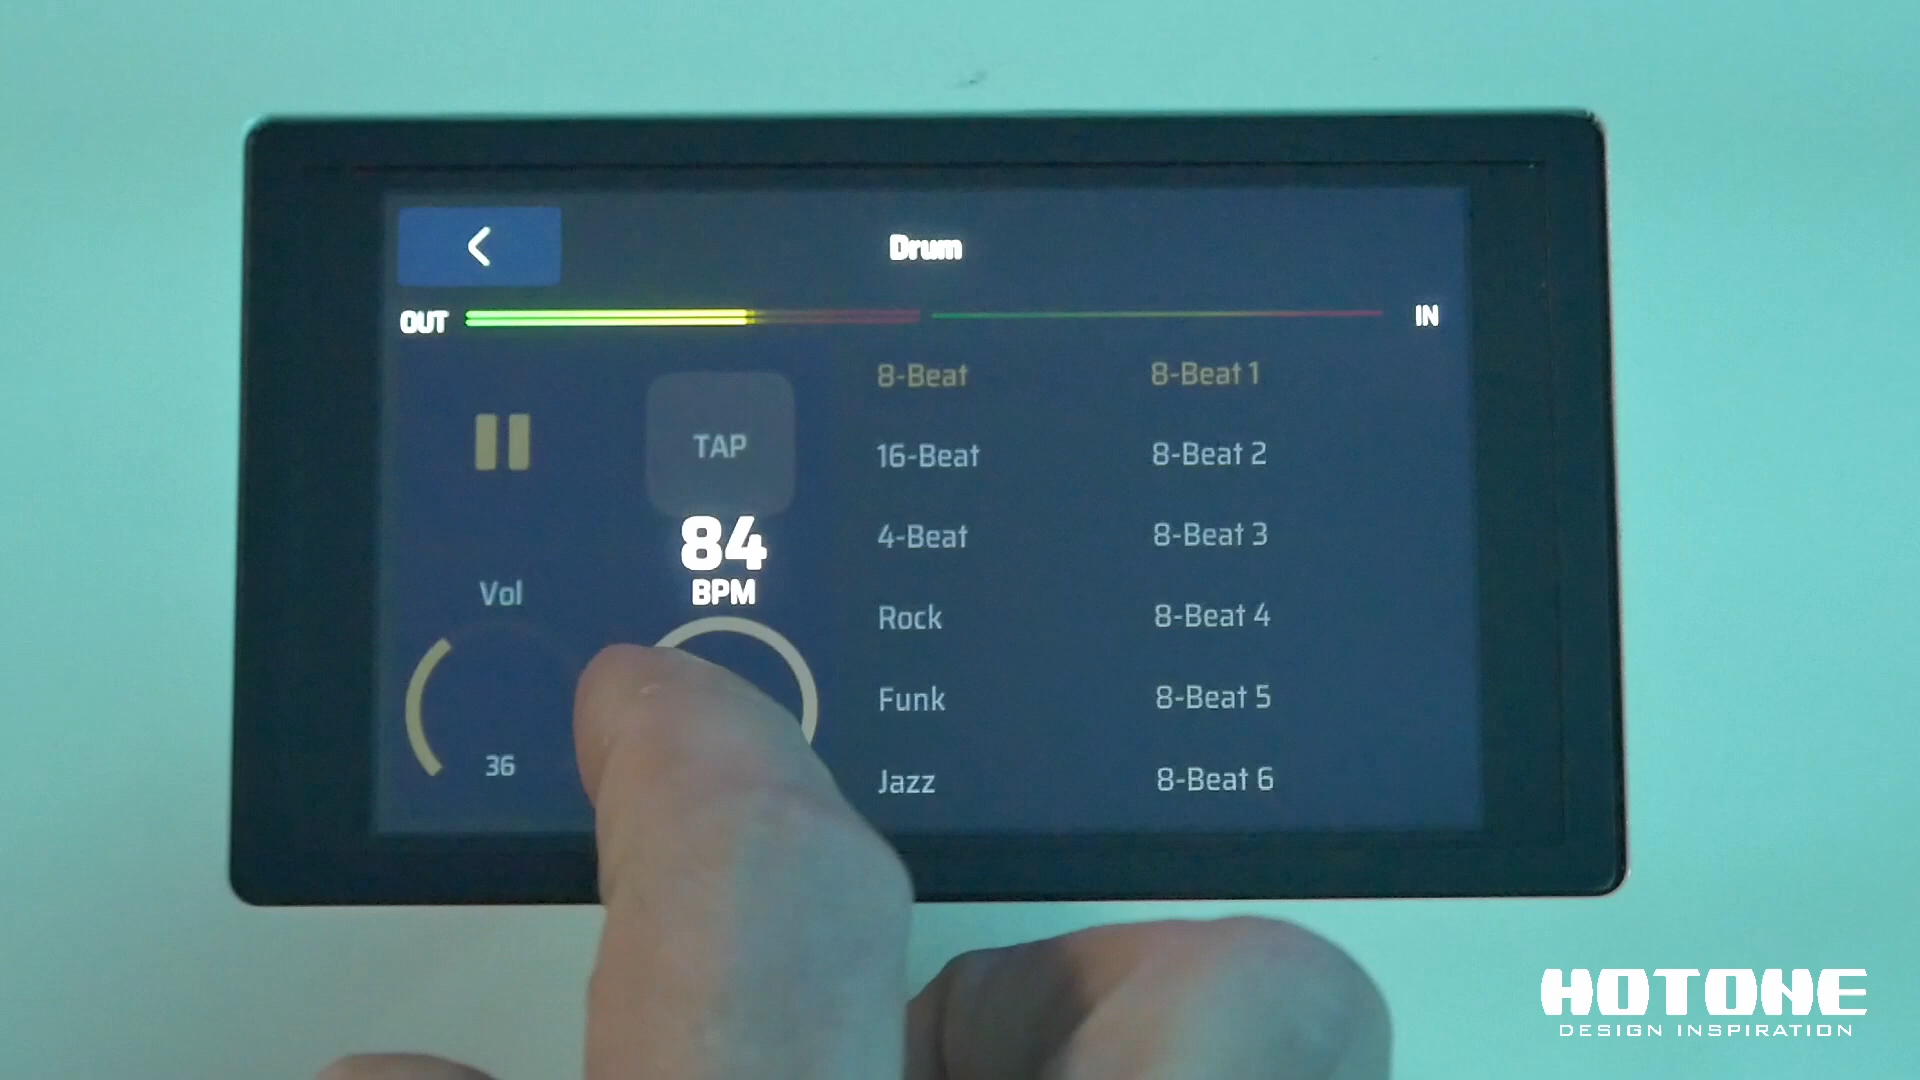 Drum
OUT
IN
TAP
84
BPM
Vol
36
8-Beat
16-Beat
4-Beat
Rock
Funk
Jazz
8-Beat 1
8-Beat 2
8-Beat 3
8-Beat 4
8-Beat 5
8-Beat 6
HOTONE
DESIGN INSPIRATION